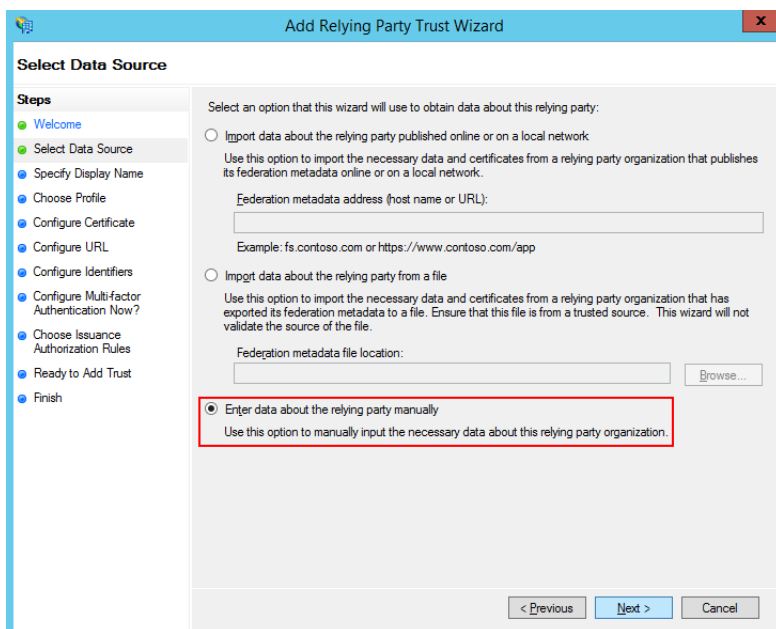 Add Relying Party Trust Wizard
x
Select Data Source
Steps
Welcome
Select Data Source
Specify Display Name
Choose Profile
Configure Certificate
Configure URL
Configure Identifiers
Configure Multi-factor
Authentication Now?
Choose Issuance
Authorization Rules
Ready to Add Trust
Finish
Select an option that this wizard will use to obtain data about this relying party:
Import data about the relying party published online or on a local network
Use this option to import the necessary data and certificates from a relying party organization that publishes
its federation metadata online or on a local network.
Federation metadata address (host name or URL):
Example: fs.contoso.com or https://www.contoso.com/app
Import data about the relying party from a file
Use this option to import the necessary data and certificates from a relying party organization that has
exported its federation metadata to a file. Ensure that this file is from a trusted source.  This wizard will not
validate the source of the file.
Federation metadata file location:
Browse...
Enter data about the relying party manually
Use this option to manually input the necessary data about this relying party organization.
< Previous
Next >
Cancel